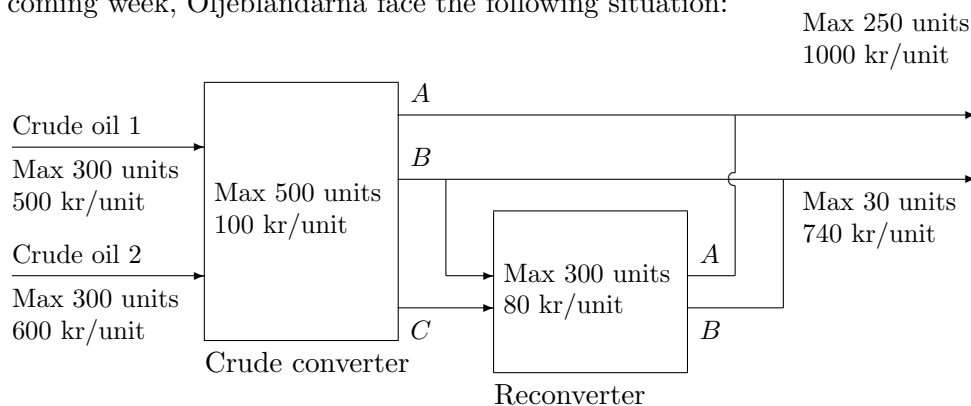 coming week, Oljeblandarna face the following situation:
Max 250 units
1000 kr/unit
A
Crude oil 1
Max 300 units
500 kr/unit
B
Max 500 units
100 kr/unit
Max 30 units
740 kr/unit
Crude oil 2
Max 300 units
600 kr/unit
A
Max 300 units
80 kr/unit
C
B
Crude converter
Reconverter